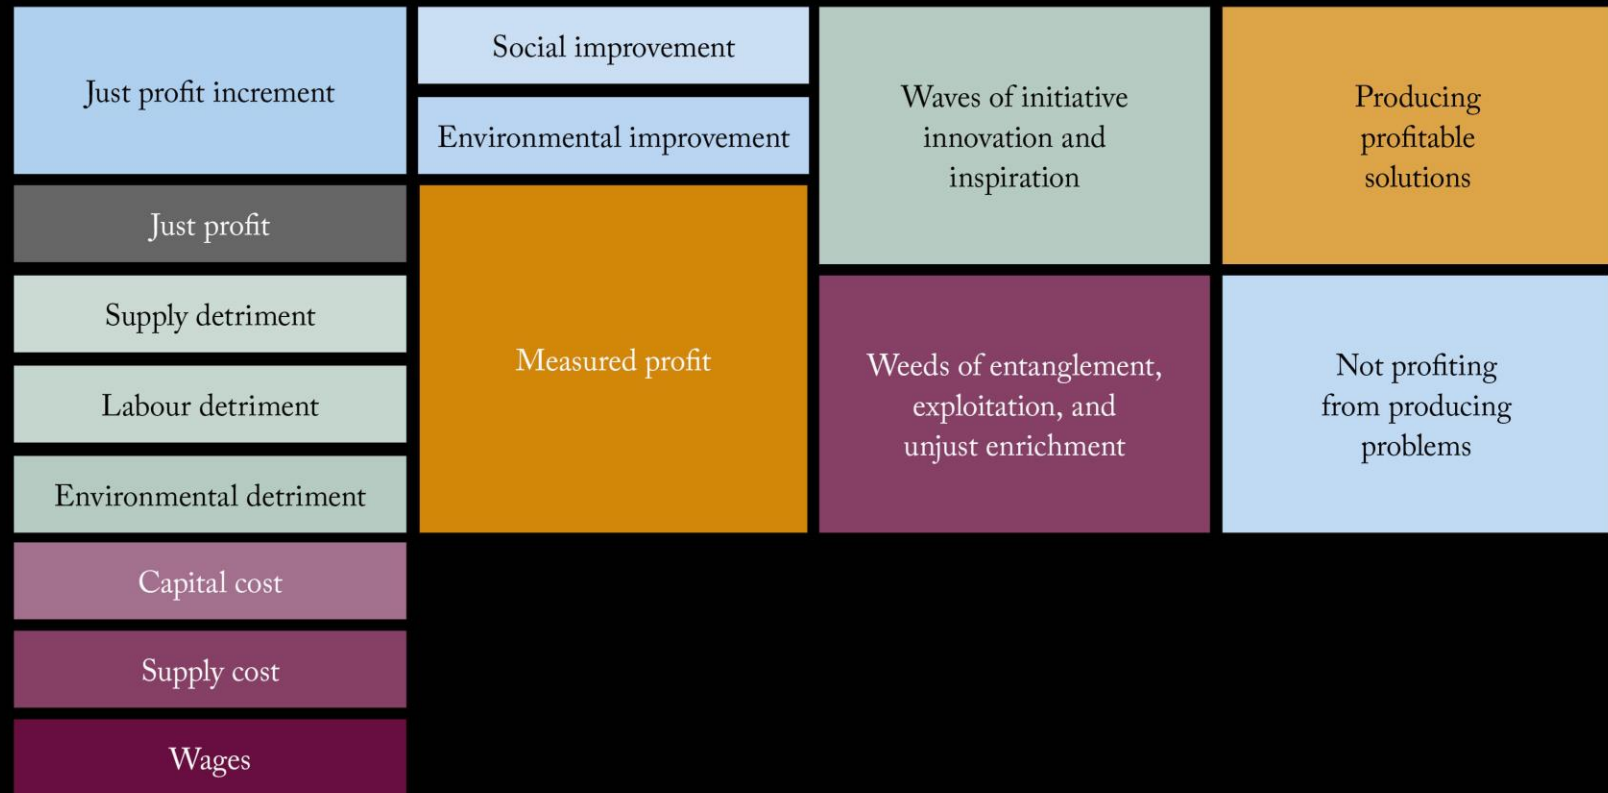 Just profit increment
Just profit
Supply detriment
Labour detriment
Environmental detriment
Capital cost
Supply cost
Wages
Social improvement
Environmental improvement
Measured profit
Waves of initiative
innovation and
inspiration
Weeds of entanglement,
exploitation, and
unjust enrichment
Producing
profitable
solutions
Not profiting
from producing
problems